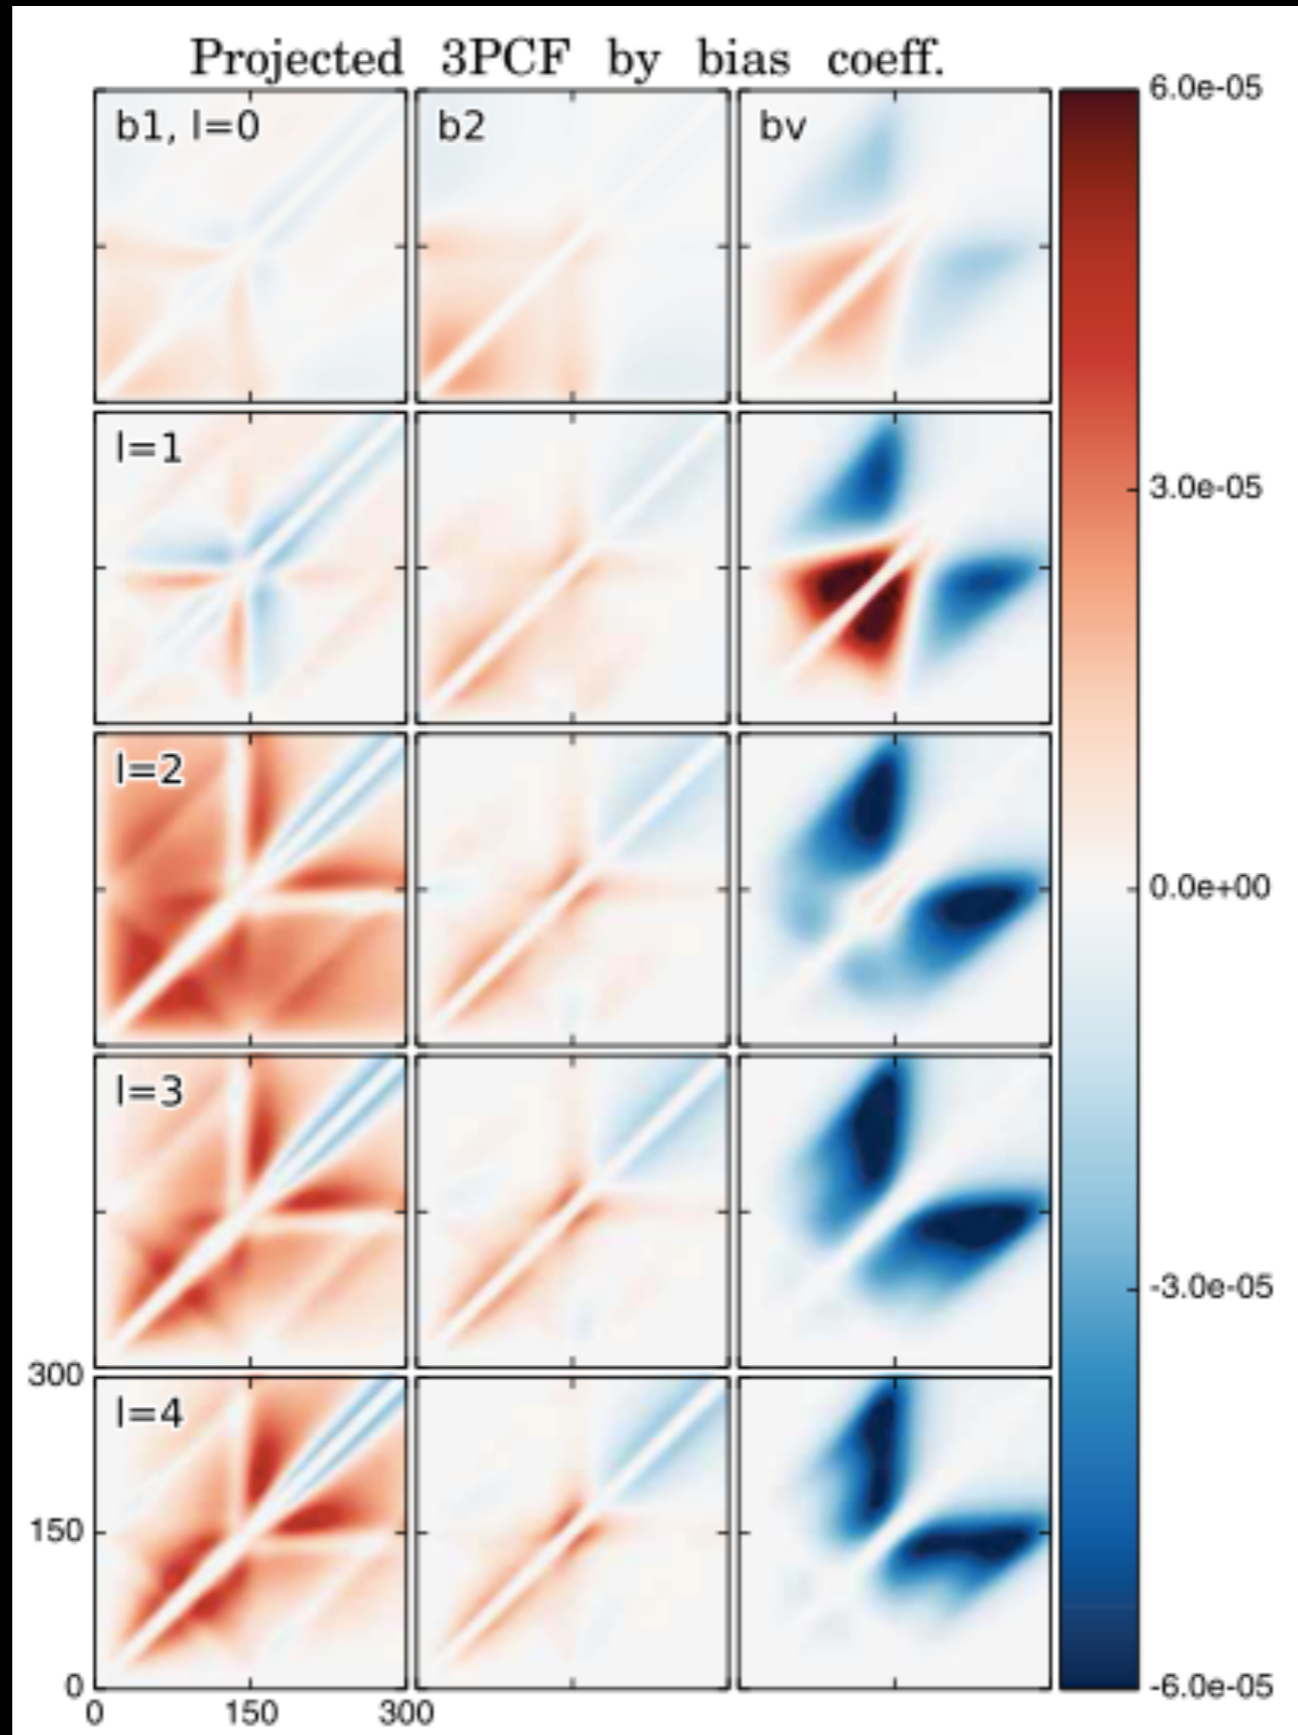 Projected 3PCF by bias coeff.
b1, l=0
b2
bv
6.0e-05
l=1
3.0e-05
l=2
0.0e+00
l=3
-3.0e-05
300
l=4
150
0
-6.0e-05
0 150 300